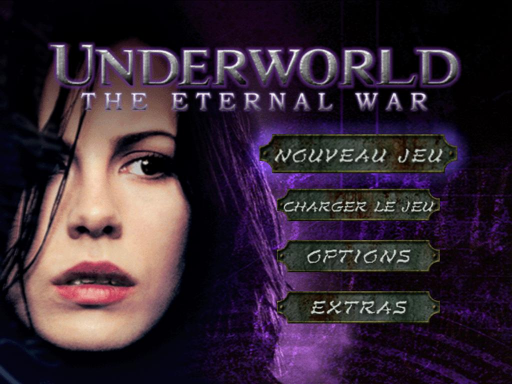 UNDERWORLD
THE ETERNAL WAR
NOUVEAU JEU
CHARGER LE JEU
OPTIONS
EXTRAS